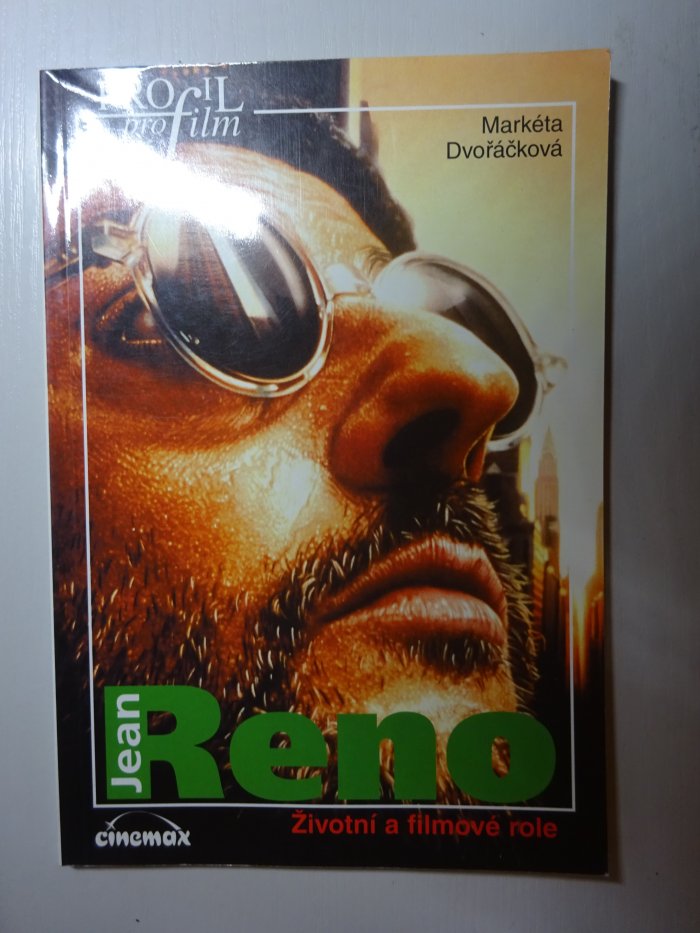 PROfIL
pro film
Markéta
Dvořáčková
Jean
Reno
Životní a filmové role
cinemax